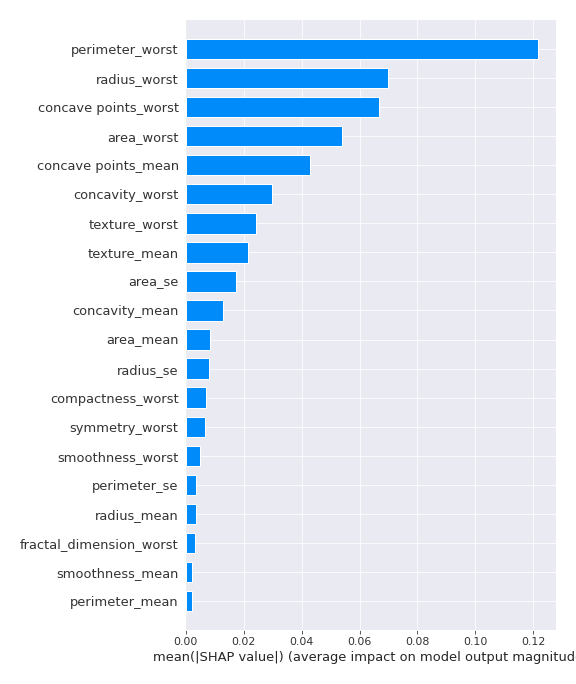 perimeter_worst
radius_worst
concave points_worst
area_worst
concave points_mean
concavity_worst
texture_worst
texture_mean
area_se
concavity_mean
area_mean
radius_se
compactness_worst
symmetry_worst
smoothness_worst
perimeter_se
radius_mean
fractal_dimension_worst
smoothness_mean
perimeter_mean
0.00 0.02 0.04 0.06 0.08 0.10 0.12
mean(|SHAP value|) (average impact on model output magnitud